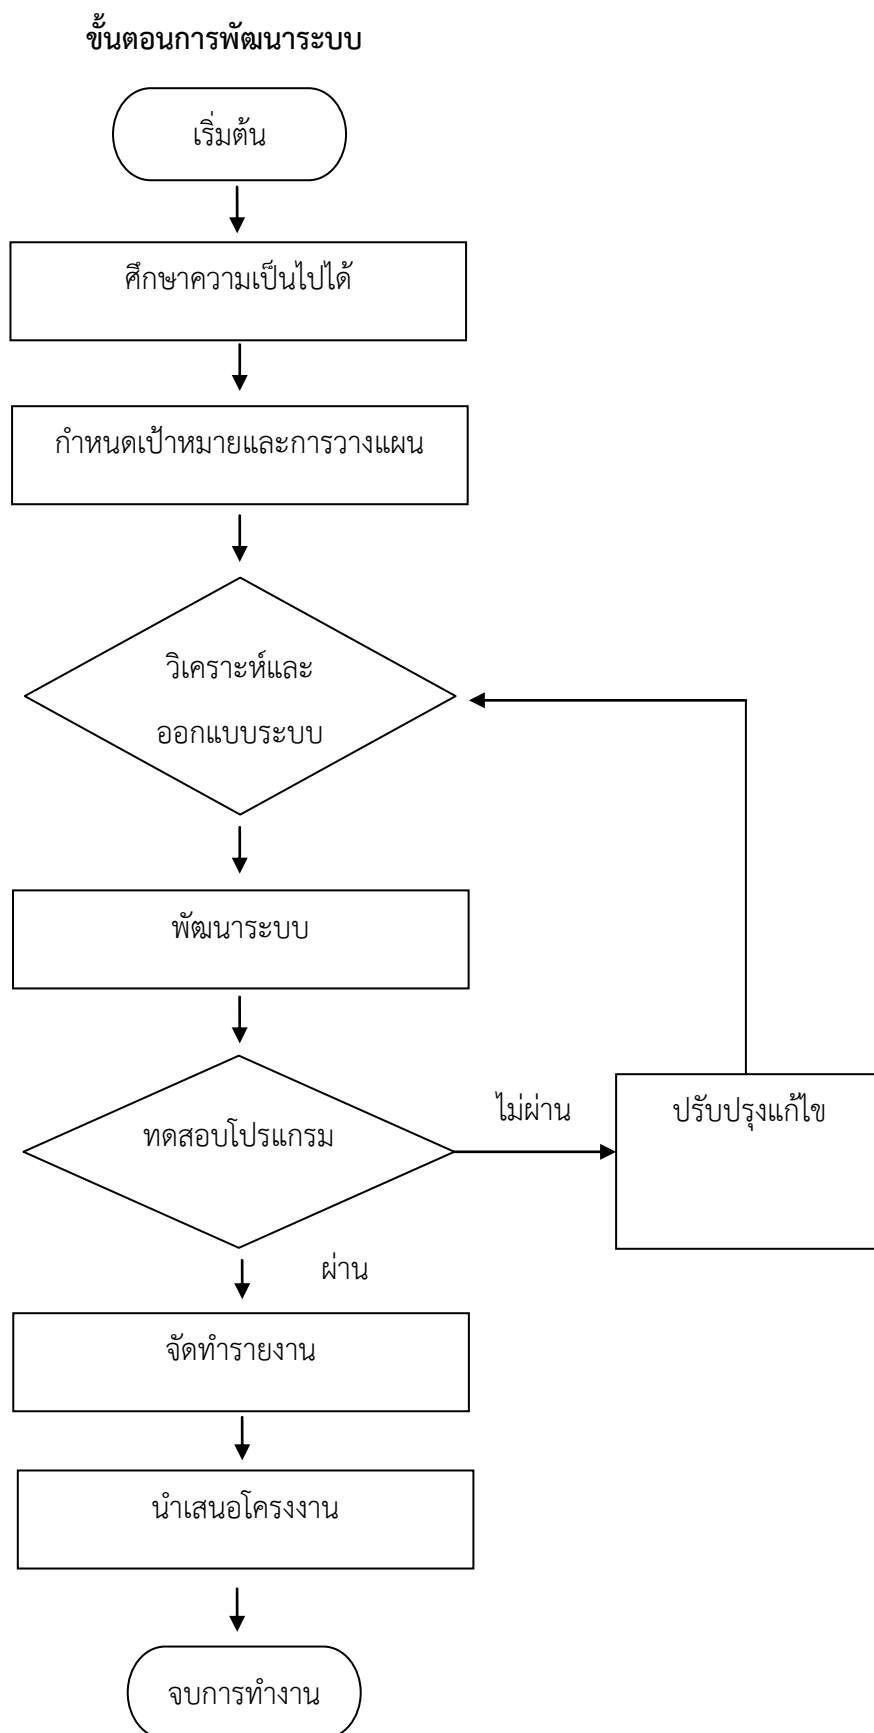 ขั้นตอนการพัฒนาระบบ
เริ่มต้น
ศึกษาความเป็นไปได้
กำหนดเป้าหมายและการวางแผน
วิเคราะห์และ
ออกแบบระบบ
พัฒนาระบบ
ทดสอบโปรแกรม
ไม่ผ่าน
ปรับปรุงแก้ไข
ผ่าน
จัดทำรายงาน
นำเสนอโครงงาน
จบการทำงาน